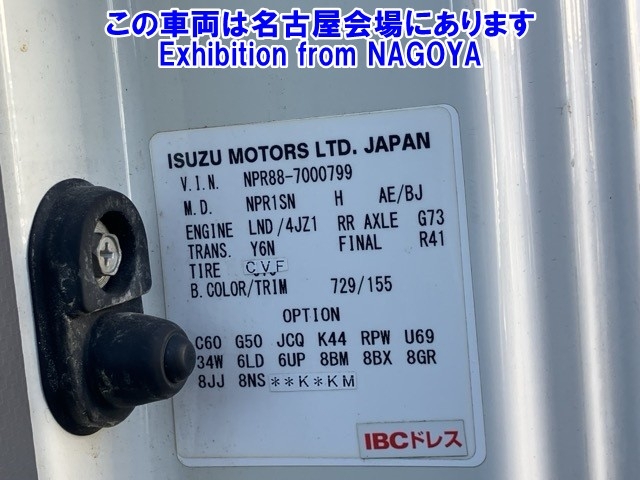 この車両は名古屋会場にあります
Exhibition from NAGOYA
ISUZU MOTORS LTD. JAPAN
V.I.N. NPR88-7000799
M.D. NPR1SN H AE/BJ
ENGINE LND/4JZ1 RR AXLE G73
TRANS. Y6N FINAL R41
TIRE CVF
B.COLOR/TRIM 729/155
OPTION
C60 G50 JCQ K44 RPW U69
34W 6LD 6UP 8BM 8BX 8GR
8JJ 8NS **K*KM
IBCドレス